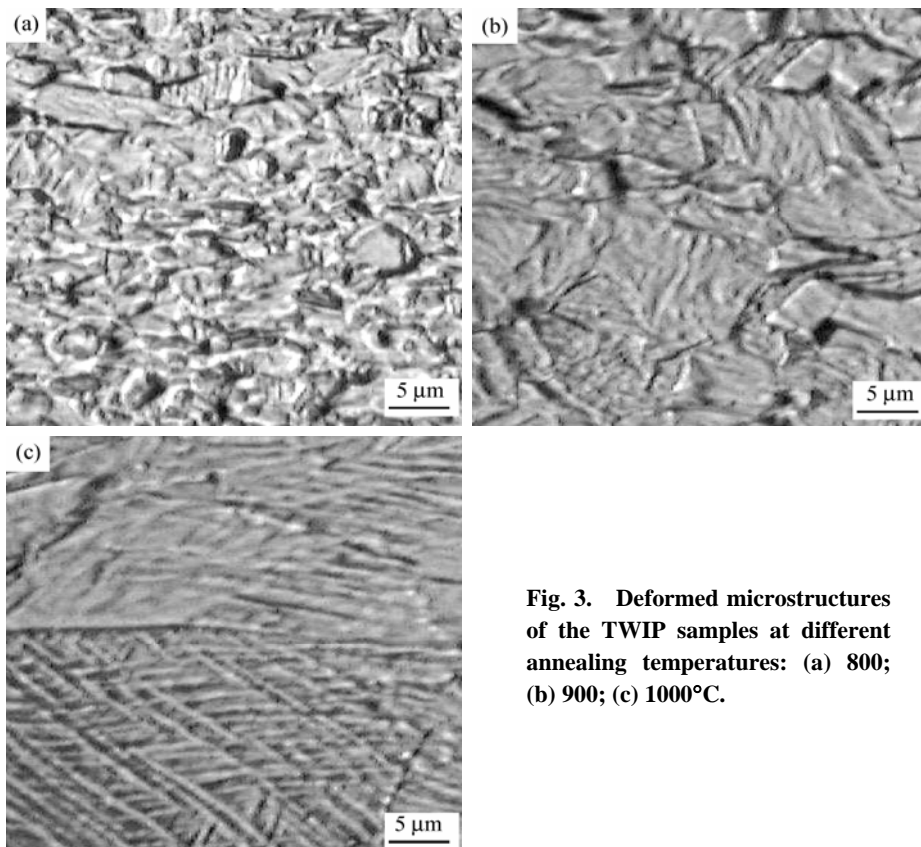 (a)
5 µm
(b)
5 µm
(c)
5 µm
Fig. 3. Deformed microstructures
of the TWIP samples at different
annealing temperatures: (a) 800;
(b) 900; (c) 1000°C.